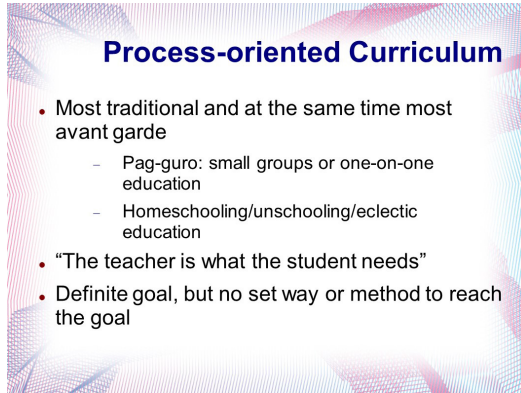 Process-oriented Curriculum
• Most traditional and at the same time most
avant garde
– Pag-guro: small groups or one-on-one
education
– Homeschooling/unschooling/eclectic
education
• “The teacher is what the student needs”
• Definite goal, but no set way or method to reach
the goal